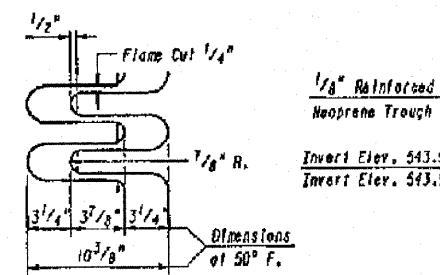 1/2"
Flame Cut 1/4"
1/8" Reinforced
Neoprene Trough
7/8" R.
Invert Elev. 543.
Invert Elev. 543.
3 1/4" 3 7/8" 3 1/4"
10 3/8"
Dimensions
at 50° F.